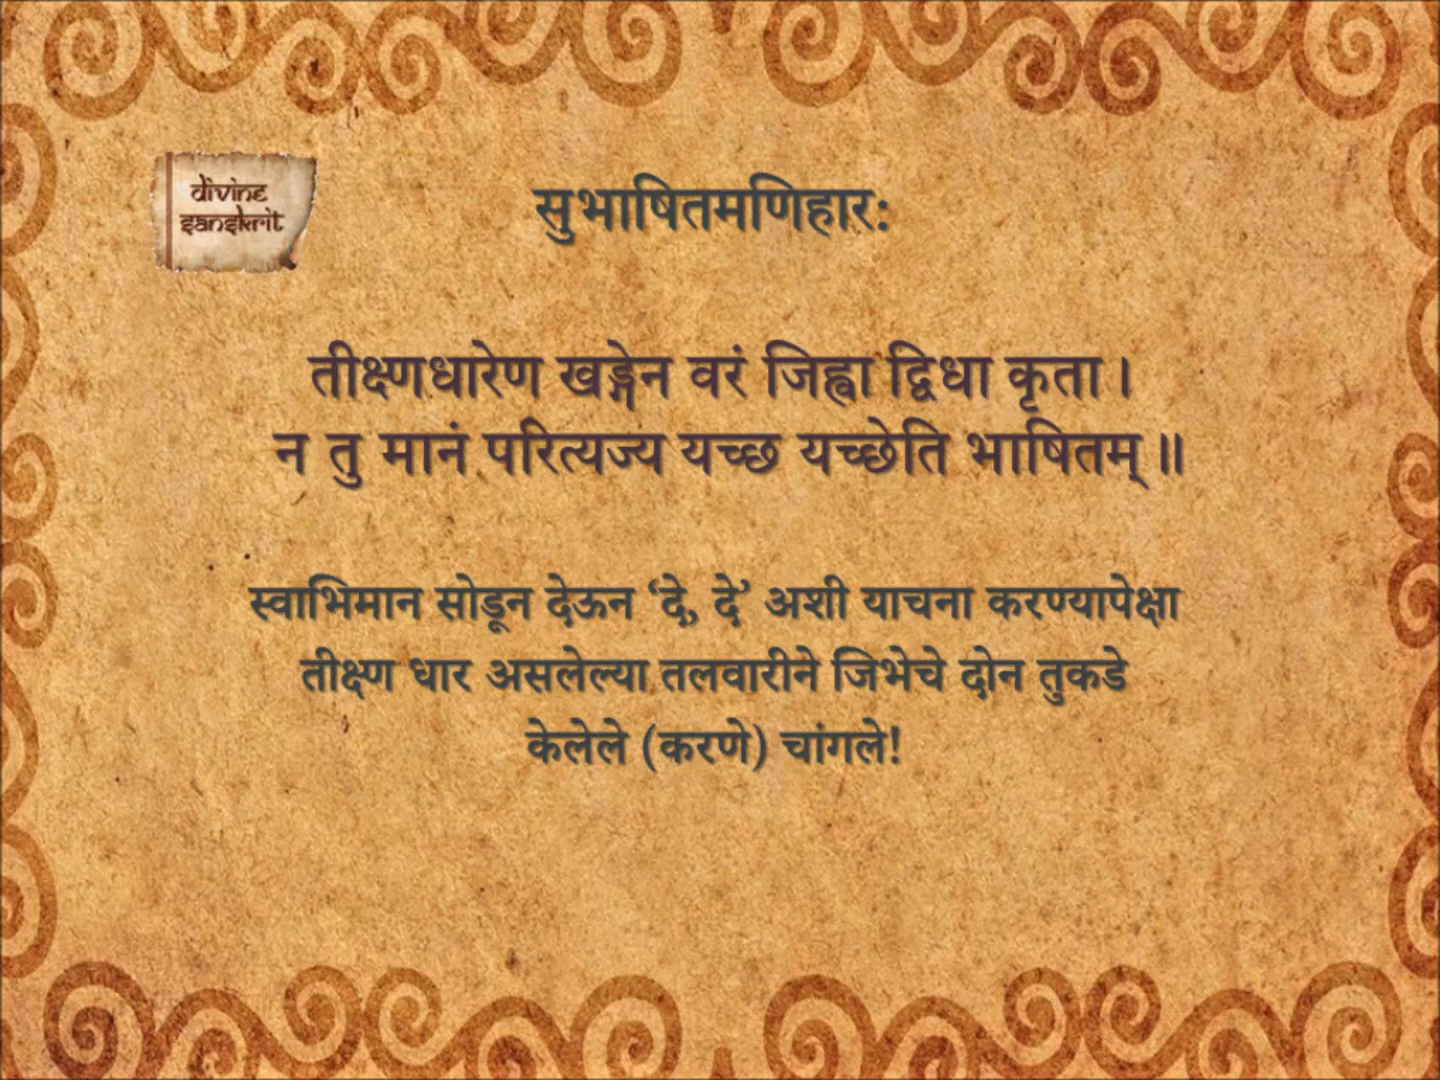 divine
sanskrit
सुभाषितमणिहार:
तीक्ष्णधारेण खड्गेन वरं जिह्वा द्विधा कृता ।
न तु मानं परित्यज्य यच्छ यच्छेति भाषितम् ॥
स्वाभिमान सोडून देऊन ‘दे, दे’ अशी याचना करण्यापेक्षा
तीक्ष्ण धार असलेल्या तलवारीने जिभेचे दोन तुकडे
केलेले (करणे) चांगले!